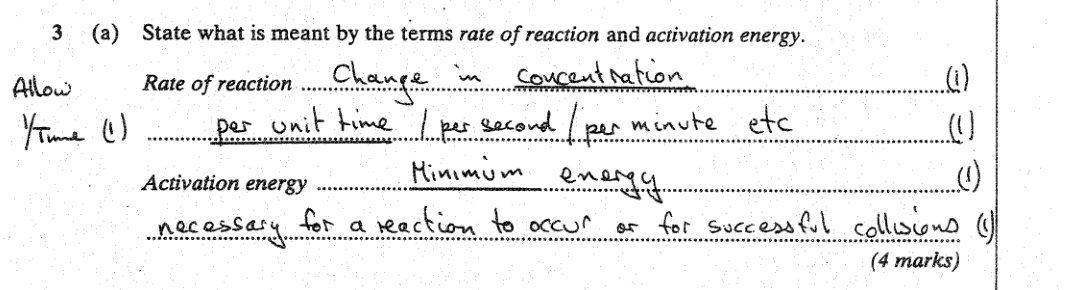 3 (a) State what is meant by the terms rate of reaction and activation energy.
Allow Rate of reaction Change in concentration (1)
1/Time (1) per unit time / per second / per minute etc (1)
Activation energy Minimum energy (1)
necessary for a reaction to occur or for successful collisions (1)
(4 marks)